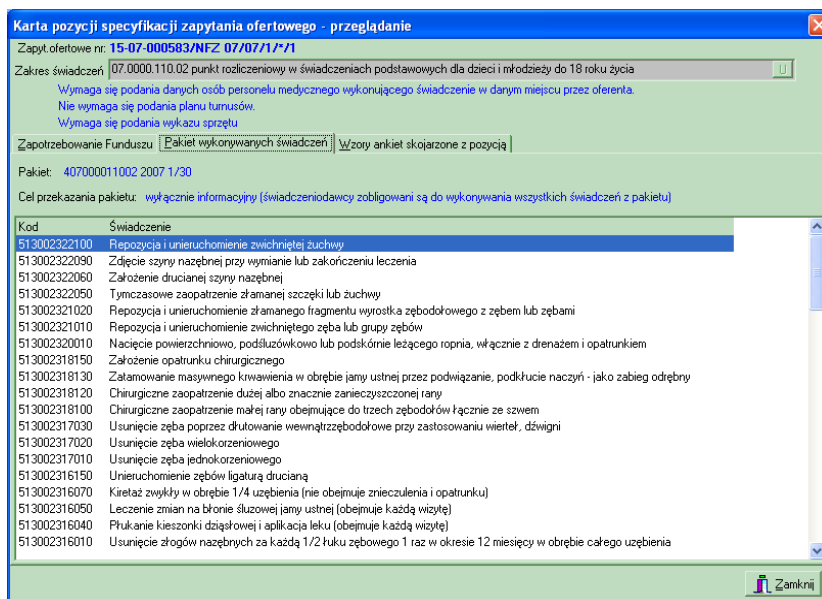 Karta pozycji specyfikacji zapytania ofertowego - przeglądanie
Zapyt.ofertowe nr: 15-07-000583/NFZ 07/07/1/*/1
Zakres świadczeń 07.0000.110.02 punkt rozliczeniowy w świadczeniach podstawowych dla dzieci i młodzieży do 18 roku życia U
Wymaga się podania danych osób personelu medycznego wykonującego świadczenie w danym miejscu przez oferenta.
Nie wymaga się podania planu turnusów.
Wymaga się podania wykazu sprzętu
Zapotrzebowanie Funduszu Pakiet wykonywanych świadczeń Wzory ankiet skojarzone z pozycją
Pakiet: 407000011002 2007 1/30
Cel przekazania pakietu: wyłącznie informacyjny (świadczeniodawcy zobligowani są do wykonywania wszystkich świadczeń z pakietu)
Kod Świadczenie
513002322100 Repozycja i unieruchomienie zwichniętej żuchwy
513002322090 Zdjęcie szyny nazębnej przy wymianie lub zakończeniu leczenia
513002322060 Założenie drucianej szyny nazębnej
513002322050 Tymczasowe zaopatrzenie złamanej szczęki lub żuchwy
513002321020 Repozycja i unieruchomienie złamanego fragmentu wyrostka zębodołowego z zębem lub zębami
513002321010 Repozycja i unieruchomienie zwichniętego zęba lub grupy zębów
513002320010 Nacięcie powierzchniowo, podśluzówkowo lub podskórnie leżącego ropnia, włącznie z drenażem i opatrunkiem
513002318150 Założenie opatrunku chirurgicznego
513002318130 Zatamowanie masywnego krwawienia w obrębie jamy ustnej przez podwiązanie, podkłucie naczyń - jako zabieg odrębny
513002318120 Chirurgiczne zaopatrzenie dużej albo znacznie zanieczyszczonej rany
513002318100 Chirurgiczne zaopatrzenie małej rany obejmujące do trzech zębodołów łącznie ze szwem
513002317030 Usunięcie zęba poprzez dłutowanie wewnątrzzębodołowe przy zastosowaniu wierteł, dźwigni
513002317020 Usunięcie zęba wielokorzeniowego
513002317010 Usunięcie zęba jednokorzeniowego
513002316150 Unieruchomienie zębów ligaturą drucianą
513002316070 Kiretaż zwykły w obrębie 1/4 uzębienia (nie obejmuje znieczulenia i opatrunku)
513002316050 Leczenie zmian na błonie śluzowej jamy ustnej (obejmuje każdą wizytę)
513002316040 Płukanie kieszonki dziąsłowej i aplikacja leku (obejmuje każdą wizytę)
513002316010 Usunięcie złogów nazębnych za każdą 1/2 łuku zębowego 1 raz w okresie 12 miesięcy w obrębie całego uzębienia
Zamknij